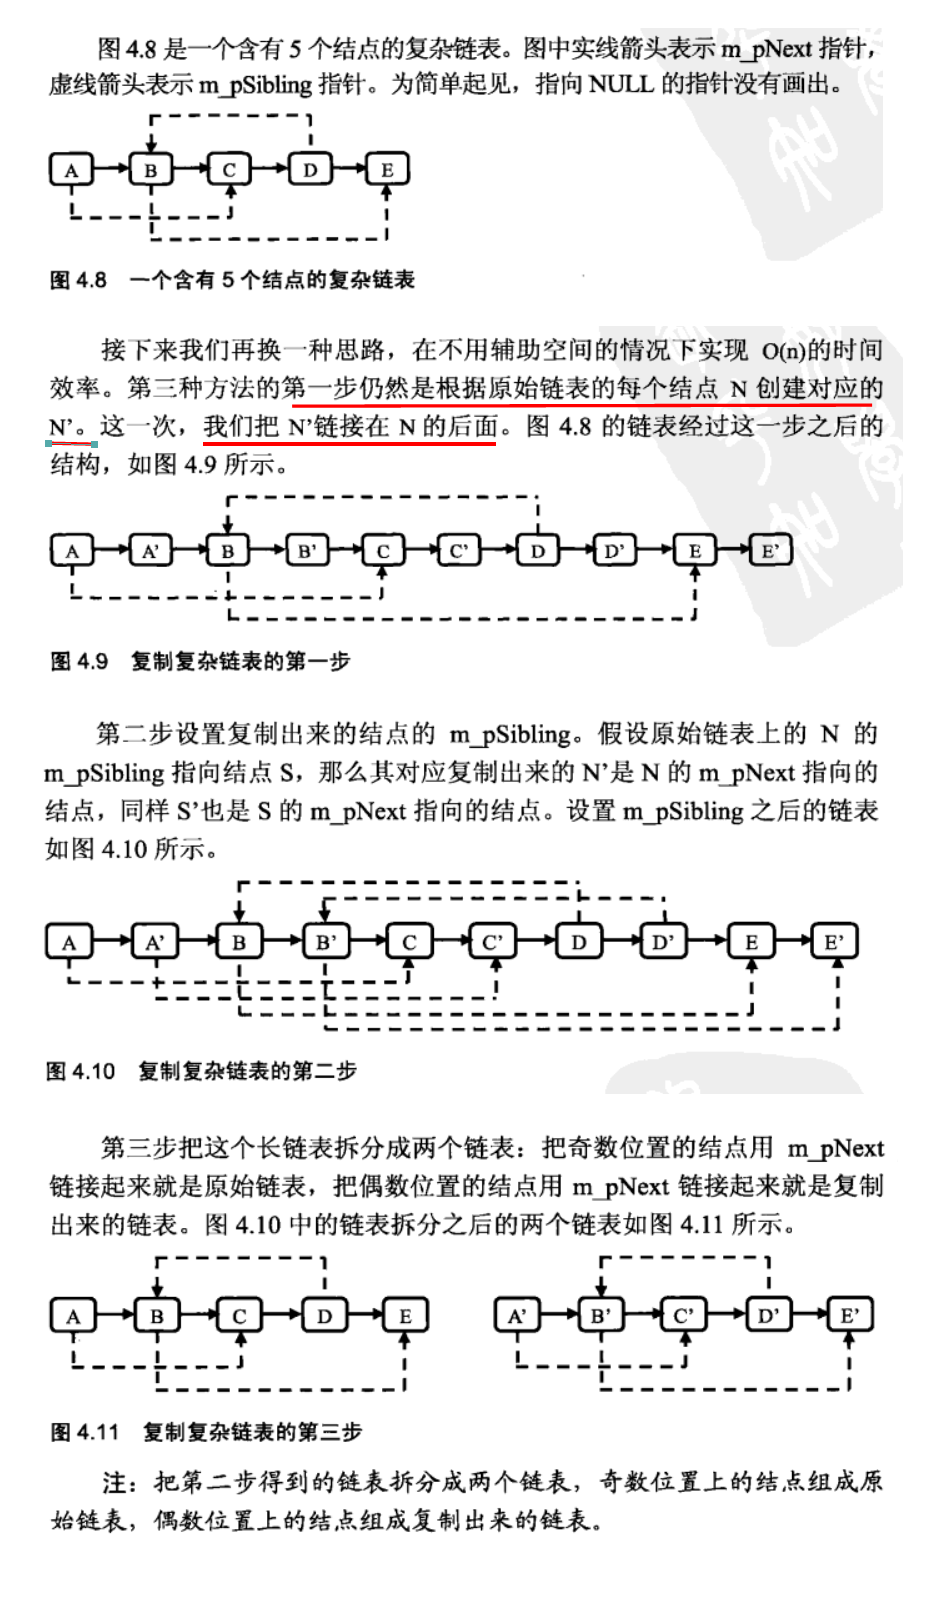 图 4.8 是一个含有 5 个结点的复杂链表。图中实线箭头表示 m_pNext 指针，
虚线箭头表示 m_pSibling 指针。为简单起见，指向 NULL 的指针没有画出。
A B C D E
图 4.8 一个含有 5 个结点的复杂链表
接下来我们再换一种思路，在不用辅助空间的情况下实现 O(n)的时间
效率。第三种方法的第一步仍然是根据原始链表的每个结点 N 创建对应的
N’。这一次，我们把 N’链接在 N 的后面。图 4.8 的链表经过这一步之后的
结构，如图 4.9 所示。
A A’ B B’ C C’ D D’ E E’
图 4.9 复制复杂链表的第一步
第二步设置复制出来的结点的 m_pSibling。假设原始链表上的 N 的
m_pSibling 指向结点 S，那么其对应复制出来的 N’是 N 的 m_pNext 指向的
结点，同样 S’也是 S 的 m_pNext 指向的结点。设置 m_pSibling 之后的链表
如图 4.10 所示。
A A’ B B’ C C’ D D’ E E’
图 4.10 复制复杂链表的第二步
第三步把这个长链表拆分成两个链表：把奇数位置的结点用 m_pNext
链接起来就是原始链表，把偶数位置的结点用 m_pNext 链接起来就是复制
出来的链表。图 4.10 中的链表拆分之后的两个链表如图 4.11 所示。
A B C D E A’ B’ C’ D’ E’
图 4.11 复制复杂链表的第三步
注：把第二步得到的链表拆分成两个链表，奇数位置上的结点组成原
始链表，偶数位置上的结点组成复制出来的链表。